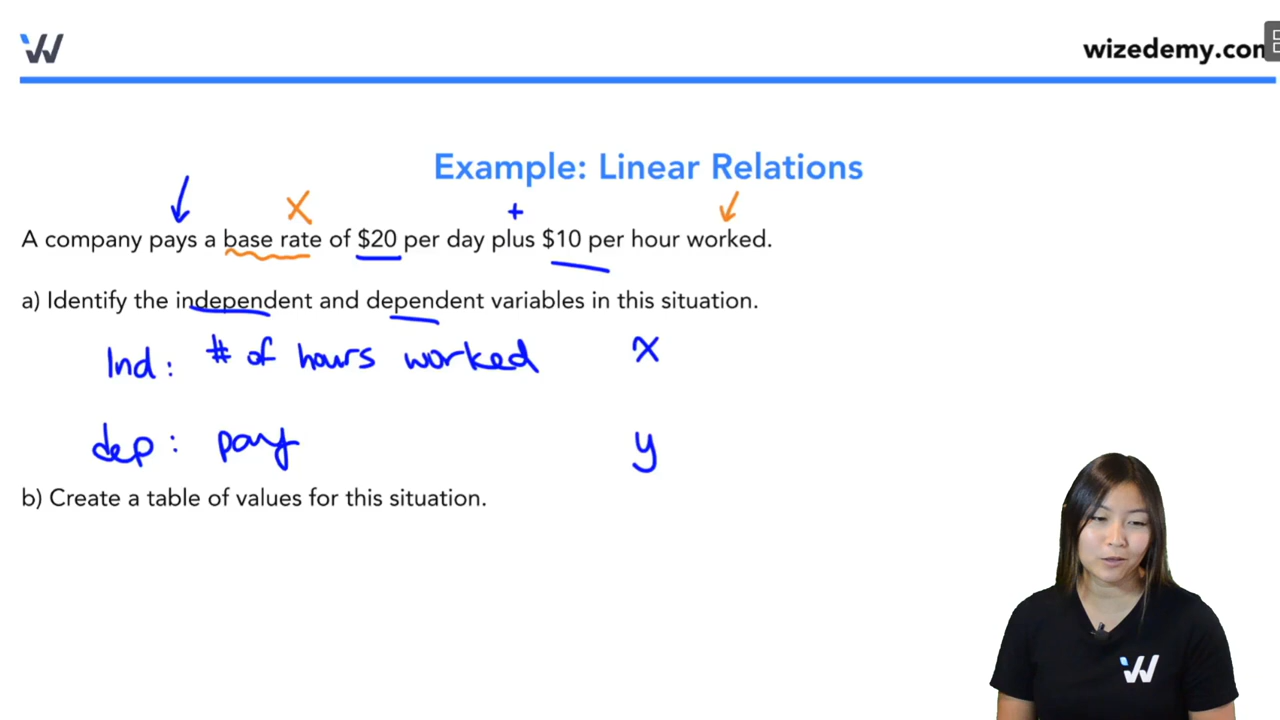 W
wizedemy.com
Example: Linear Relations
↓ X + ↓
A company pays a base rate of $20 per day plus $10 per hour worked.
a) Identify the independent and dependent variables in this situation.
Ind: # of hours worked x
dep: pay y
b) Create a table of values for this situation.
W